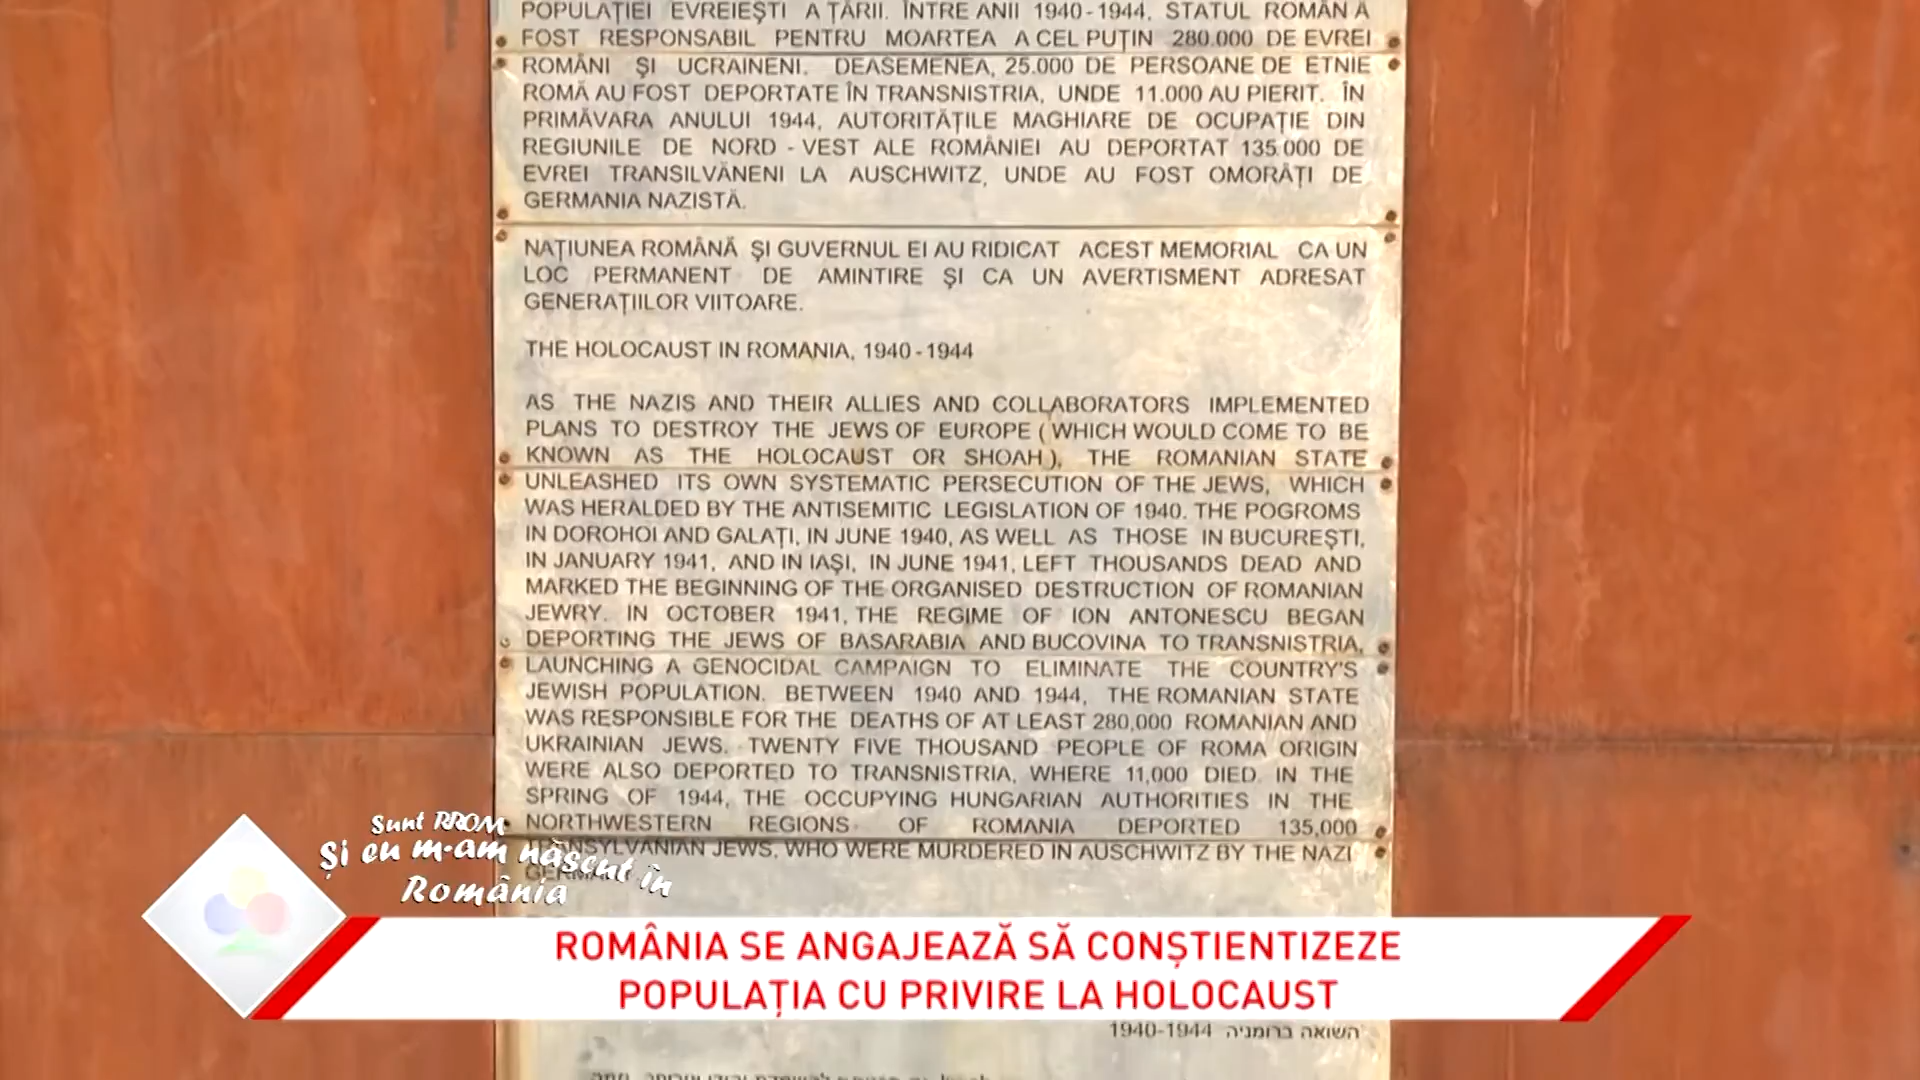 POPULAȚIEI EVREIEȘTI A ȚĂRII. ÎNTRE ANII 1940-1944, STATUL ROMÂN A
FOST RESPONSABIL PENTRU MOARTEA A CEL PUȚIN 280.000 DE EVREI
ROMÂNI ȘI UCRAINENI. DEASEMENEA, 25.000 DE PERSOANE DE ETNIE
ROMĂ AU FOST DEPORTATE ÎN TRANSNISTRIA, UNDE 11.000 AU PIERIT. ÎN
PRIMĂVARA ANULUI 1944, AUTORITĂȚILE MAGHIARE DE OCUPAȚIE DIN
REGIUNILE DE NORD - VEST ALE ROMÂNIEI AU DEPORTAT 135.000 DE
EVREI TRANSILVĂNENI LA AUSCHWITZ, UNDE AU FOST OMORÂȚI DE
GERMANIA NAZISTĂ.
NAȚIUNEA ROMÂNĂ ȘI GUVERNUL EI AU RIDICAT ACEST MEMORIAL CA UN
LOC PERMANENT DE AMINTIRE ȘI CA UN AVERTISMENT ADRESAT
GENERAȚIILOR VIITOARE.
THE HOLOCAUST IN ROMANIA, 1940-1944
AS THE NAZIS AND THEIR ALLIES AND COLLABORATORS IMPLEMENTED
PLANS TO DESTROY THE JEWS OF EUROPE (WHICH WOULD COME TO BE
KNOWN AS THE HOLOCAUST OR SHOAH), THE ROMANIAN STATE
UNLEASHED ITS OWN SYSTEMATIC PERSECUTION OF THE JEWS, WHICH
WAS HERALDED BY THE ANTISEMITIC LEGISLATION OF 1940. THE POGROMS
IN DOROHOI AND GALAȚI, IN JUNE 1940, AS WELL AS THOSE IN BUCUREȘTI,
IN JANUARY 1941, AND IN IAȘI, IN JUNE 1941, LEFT THOUSANDS DEAD AND
MARKED THE BEGINNING OF THE ORGANISED DESTRUCTION OF ROMANIAN
JEWRY. IN OCTOBER 1941, THE REGIME OF ION ANTONESCU BEGAN
DEPORTING THE JEWS OF BASARABIA AND BUCOVINA TO TRANSNISTRIA,
LAUNCHING A GENOCIDAL CAMPAIGN TO ELIMINATE THE COUNTRY'S
JEWISH POPULATION. BETWEEN 1940 AND 1944, THE ROMANIAN STATE
WAS RESPONSIBLE FOR THE DEATHS OF AT LEAST 280,000 ROMANIAN AND
UKRAINIAN JEWS. TWENTY FIVE THOUSAND PEOPLE OF ROMA ORIGIN
WERE ALSO DEPORTED TO TRANSNISTRIA, WHERE 11,000 DIED. IN THE
SPRING OF 1944, THE OCCUPYING HUNGARIAN AUTHORITIES IN THE
NORTHWESTERN REGIONS OF ROMANIA DEPORTED 135,000
JEWS, WHO WERE MURDERED IN AUSCHWITZ BY THE NAZI
Sunt RROM
Și eu m-am născut în
România
ROMÂNIA SE ANGAJEAZĂ SĂ CONȘTIENTIZEZE
POPULAȚIA CU PRIVIRE LA HOLOCAUST
השואה ברומניה 1940-1944